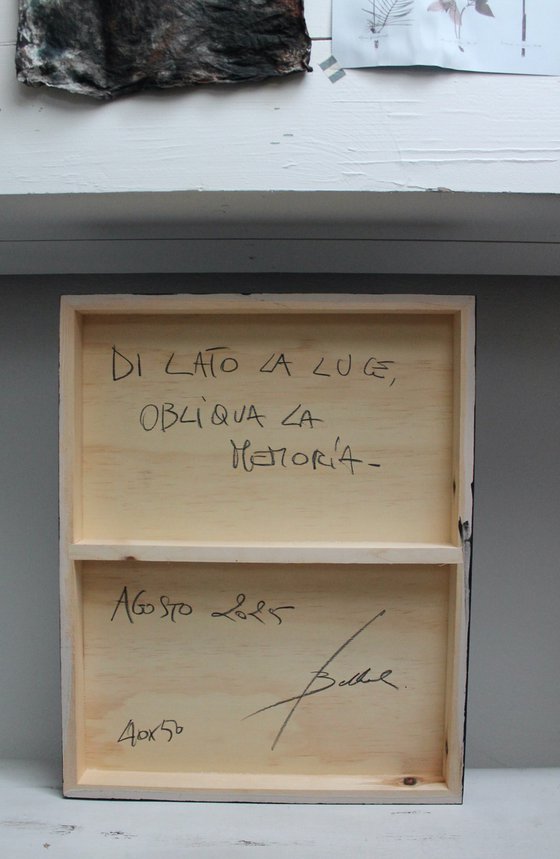 DI LATO LA LUCE,
OBLIQUA LA
MEMORIA-
AGOSTO 2025
40x50